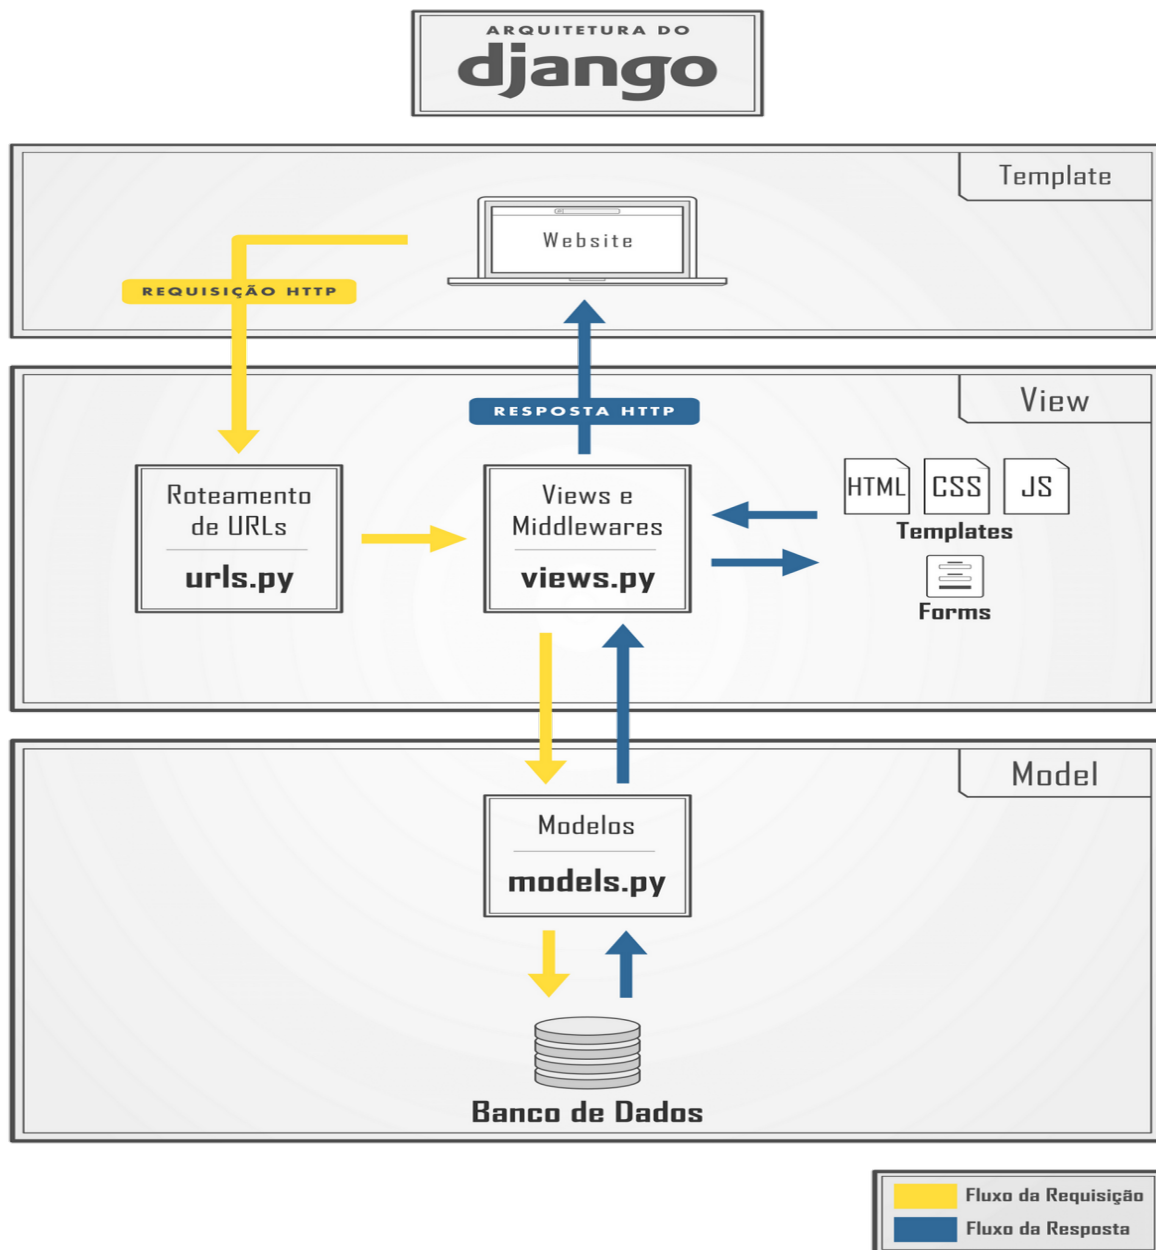 ARQUITETURA DO
django
Template
Website
REQUISIÇÃO HTTP
View
RESPOSTA HTTP
Roteamento
de URLs
urls.py
Views e
Middlewares
views.py
HTML
CSS
JS
Templates
Forms
Model
Modelos
models.py
Banco de Dados
Fluxo da Requisição
Fluxo da Resposta